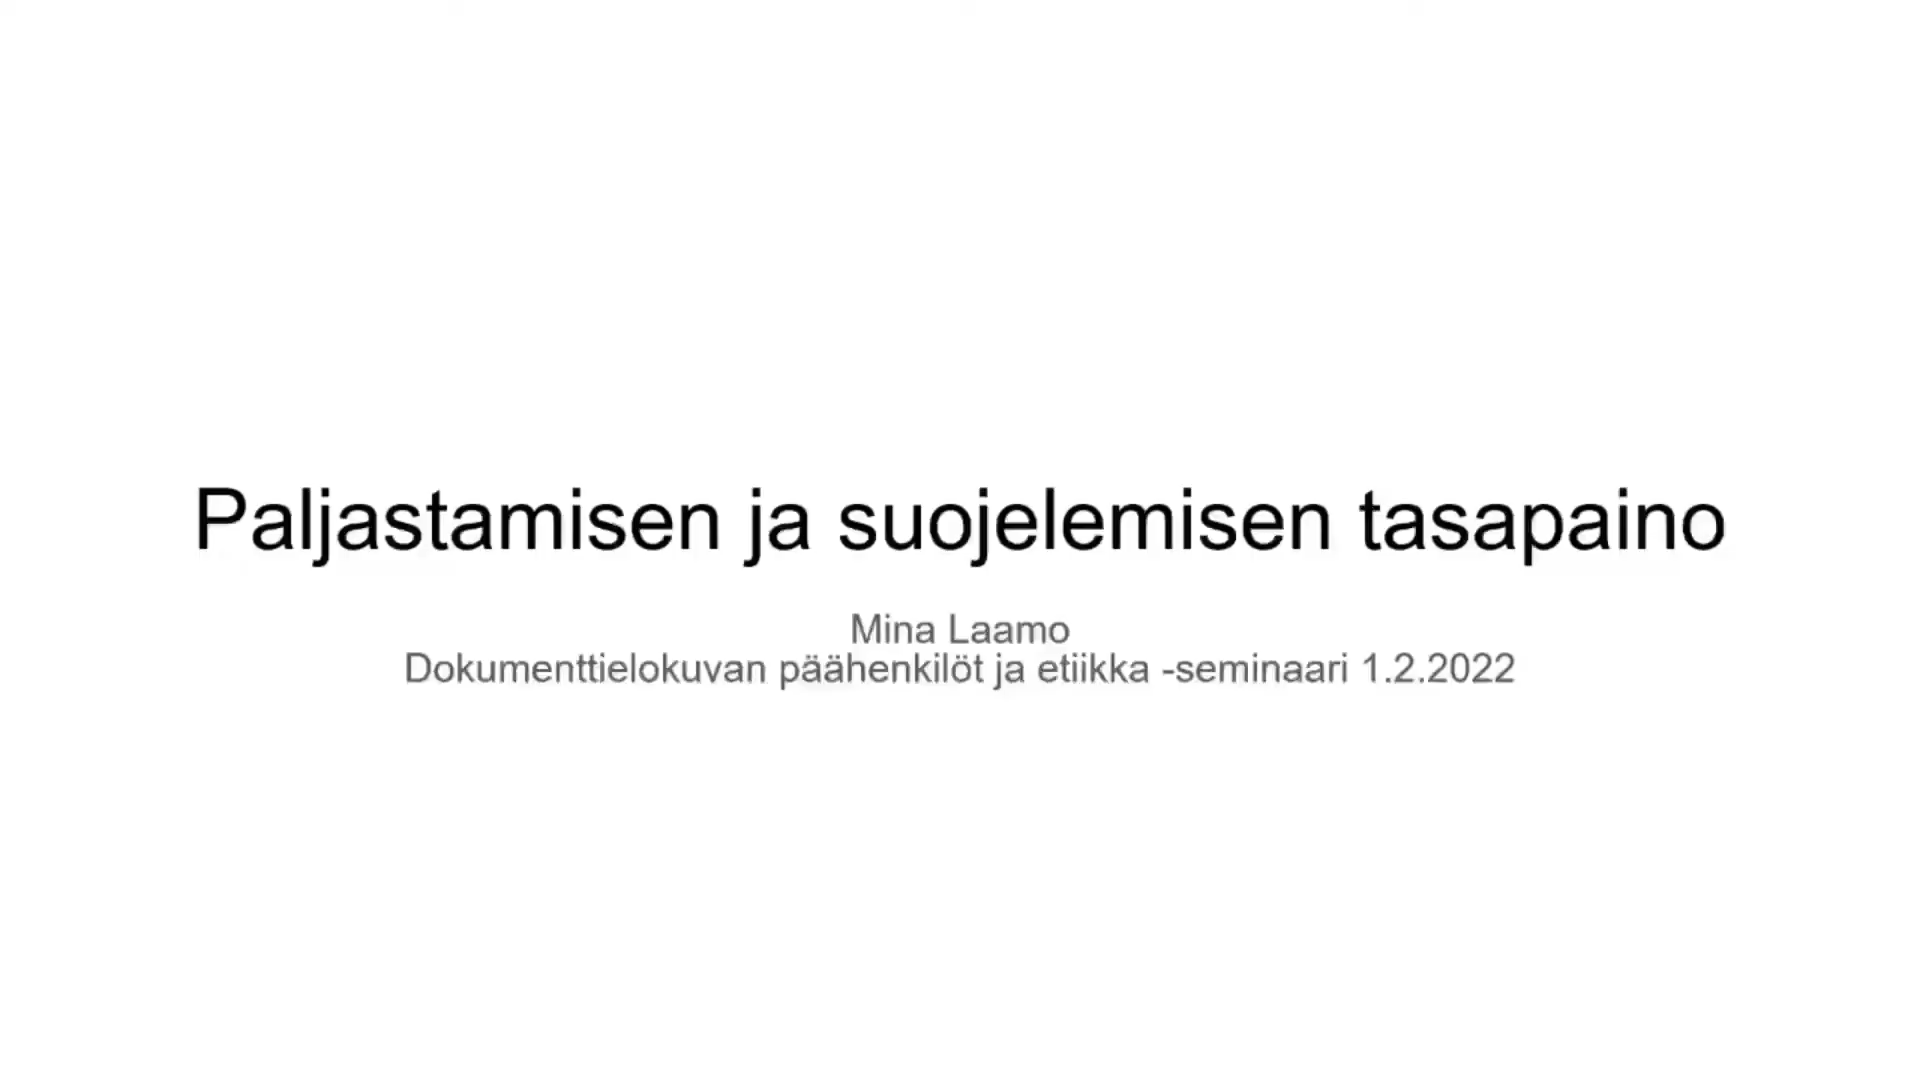 Paljastamisen ja suojelemisen tasapaino
Mina Laamo
Dokumenttielokuvan päähenkilöt ja etiikka -seminaari 1.2.2022